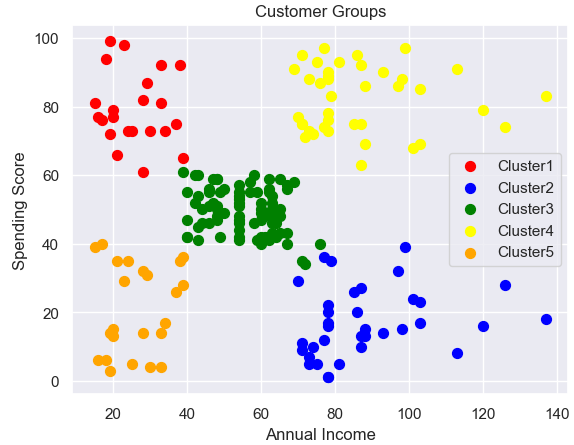 Customer Groups
100
80
60
40
20
0
Spending Score
Cluster1
Cluster2
Cluster3
Cluster4
Cluster5
20 40 60 80 100 120 140
Annual Income